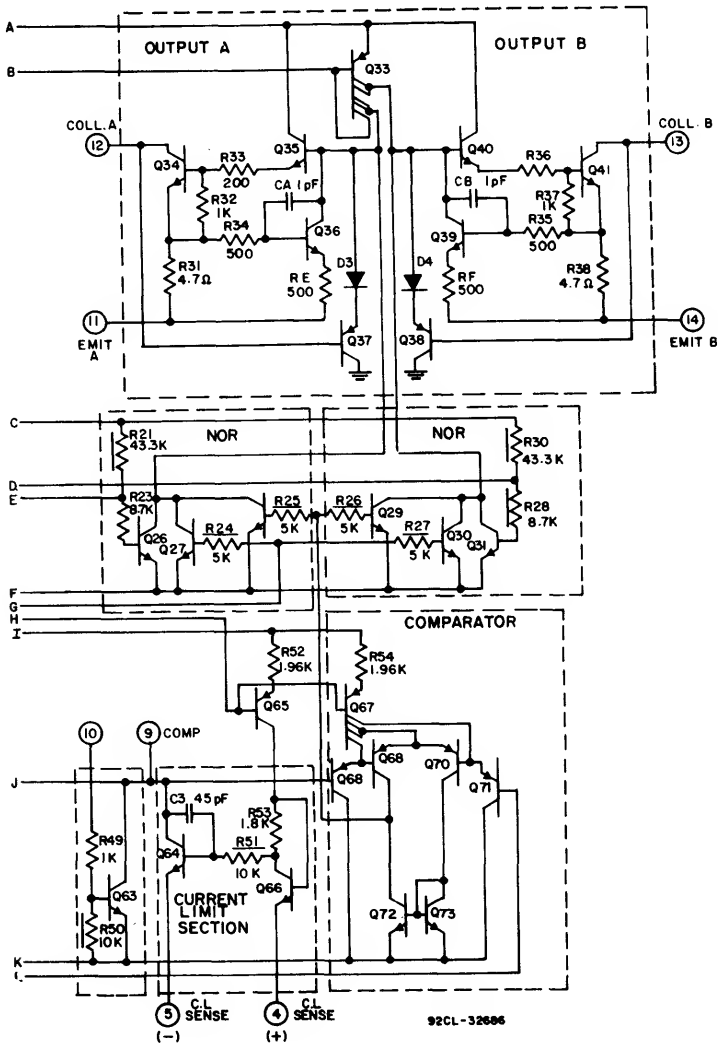 A
OUTPUT A
OUTPUT B
B
Q33
COLL. A
12
COLL. B
13
Q34
Q35
Q40
Q41
R33
200
R36
R32
1K
CA 1pF
CB 1pF
R37
1K
R34
500
Q36
Q39
R35
500
R31
4.7Ω
RE
500
D3
D4
RF
500
R38
4.7Ω
11
EMIT
A
Q37
Q38
14
EMIT B
C
R21
43.3K
NOR
NOR
R30
43.3K
D
E
R23
8.7K
R25
5K
R26
5K
Q29
R28
8.7K
Q26
Q27
R24
5K
R27
5K
Q30
Q31
F
G
H
I
COMPARATOR
R52
1.96K
R54
1.96K
Q65
Q67
10
9
COMP
J
Q68
Q68
Q70
Q71
C3 45pF
R53
1.8K
R49
1K
Q64
R51
10K
Q66
Q63
R50
10K
CURRENT
LIMIT
SECTION
Q72
Q73
K
L
5
C.L
SENSE
(-)
4
C.L
SENSE
(+)
92CL-32686